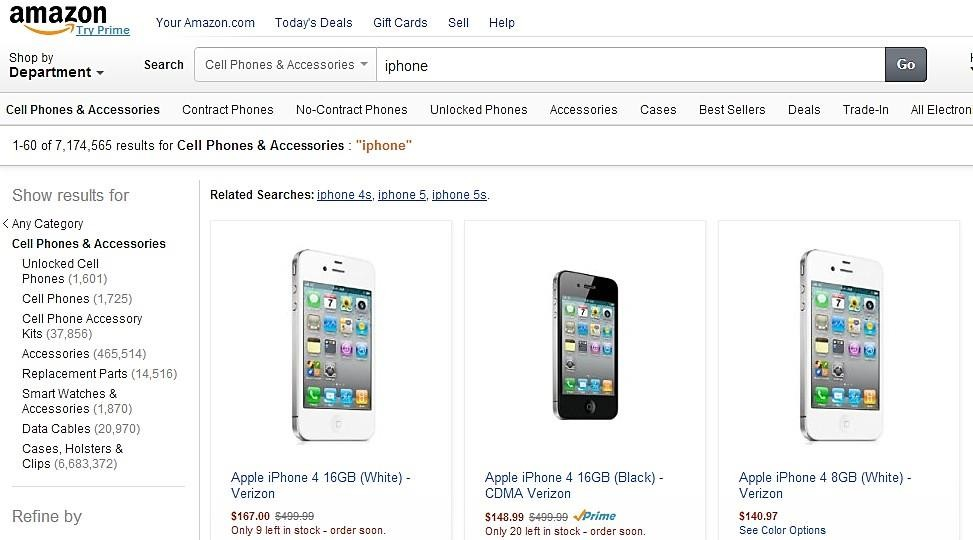 amazon
Try Prime
Your Amazon.com Today's Deals Gift Cards Sell Help
Shop by
Department
Search Cell Phones & Accessories iphone Go
Cell Phones & Accessories Contract Phones No-Contract Phones Unlocked Phones Accessories Cases Best Sellers Deals Trade-In All Electron
1-60 of 7,174,565 results for Cell Phones & Accessories : "iphone"
Show results for
< Any Category
Cell Phones & Accessories
Unlocked Cell
Phones (1,601)
Cell Phones (1,725)
Cell Phone Accessory
Kits (37,856)
Accessories (465,514)
Replacement Parts (14,516)
Smart Watches &
Accessories (1,870)
Data Cables (20,970)
Cases, Holsters &
Clips (6,683,372)
Refine by
Related Searches: iphone 4s, iphone 5, iphone 5s.
Apple iPhone 4 16GB (White) -
Verizon
$167.00 $499.99
Only 9 left in stock - order soon.
Apple iPhone 4 16GB (Black) -
CDMA Verizon
$148.99 $499.99 Prime
Only 20 left in stock - order soon.
Apple iPhone 4 8GB (White) -
Verizon
$140.97
See Color Options